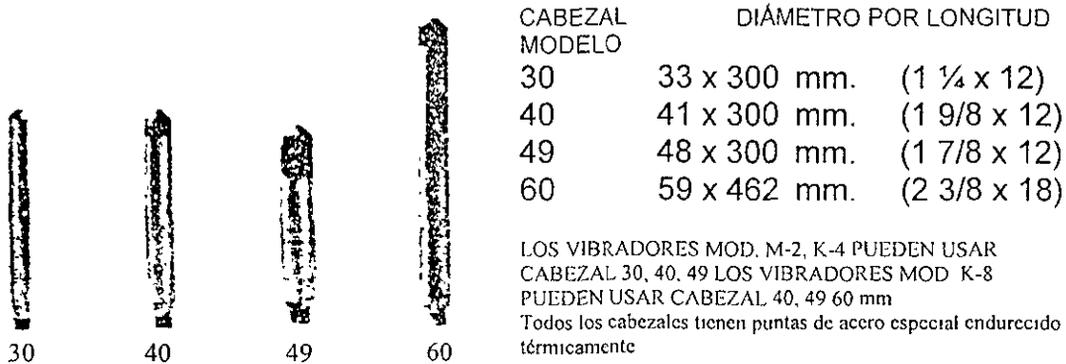 CABEZAL DIÁMETRO POR LONGITUD
MODELO
30 33 x 300 mm. (1 ¼ x 12)
40 41 x 300 mm. (1 9/8 x 12)
49 48 x 300 mm. (1 7/8 x 12)
60 59 x 462 mm. (2 3/8 x 18)
LOS VIBRADORES MOD. M-2, K-4 PUEDEN USAR
CABEZAL 30, 40. 49 LOS VIBRADORES MOD K-8
PUEDEN USAR CABEZAL 40, 49 60 mm
Todos los cabezales tienen puntas de acero especial endurecido
térmicamente
30 40 49 60